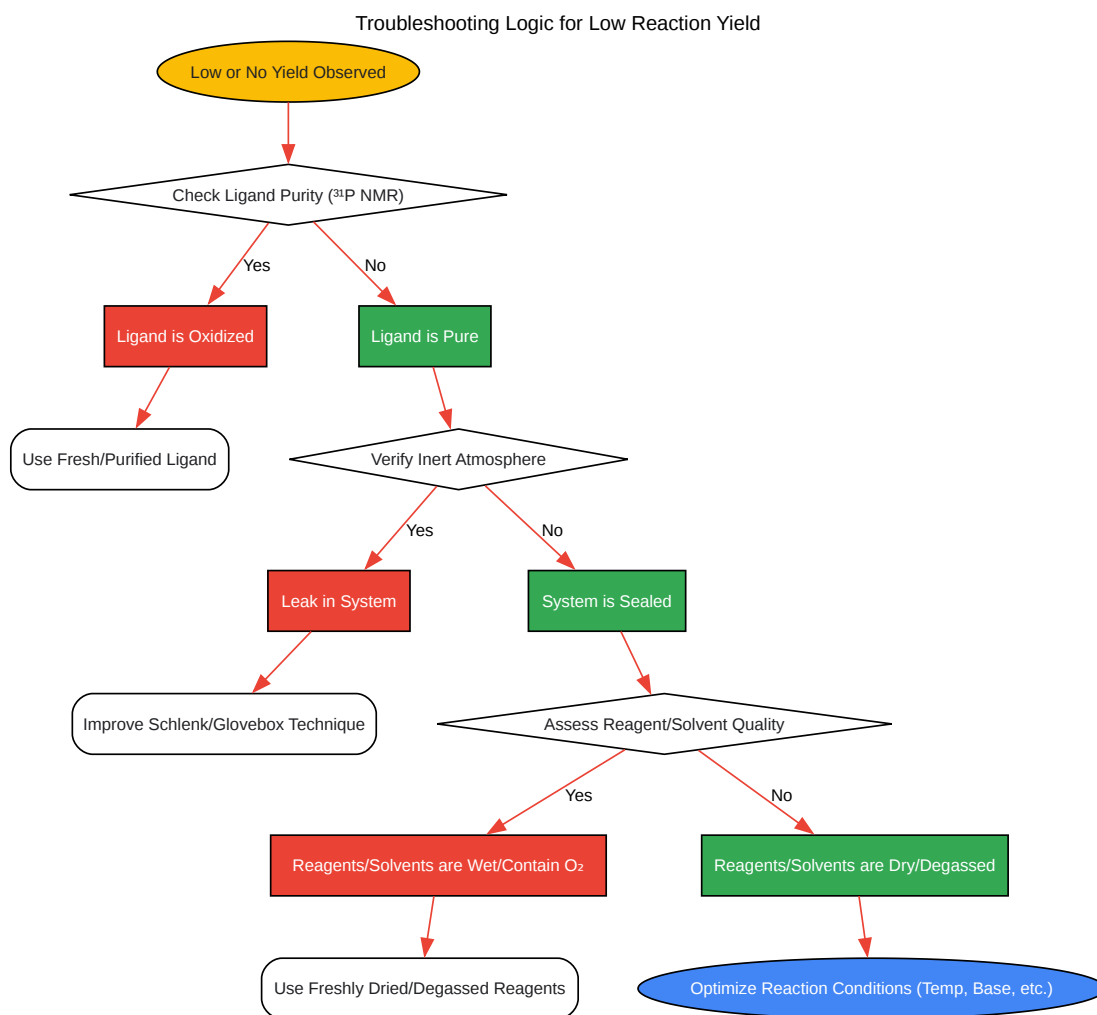 Troubleshooting Logic for Low Reaction Yield
Low or No Yield Observed
Check Ligand Purity (³¹P NMR)
Yes
No
Ligand is Oxidized
Ligand is Pure
Use Fresh/Purified Ligand
Verify Inert Atmosphere
Yes
No
Leak in System
System is Sealed
Improve Schlenk/Glovebox Technique
Assess Reagent/Solvent Quality
Yes
No
Reagents/Solvents are Wet/Contain O₂
Reagents/Solvents are Dry/Degassed
Use Freshly Dried/Degassed Reagents
Optimize Reaction Conditions (Temp, Base, etc.)